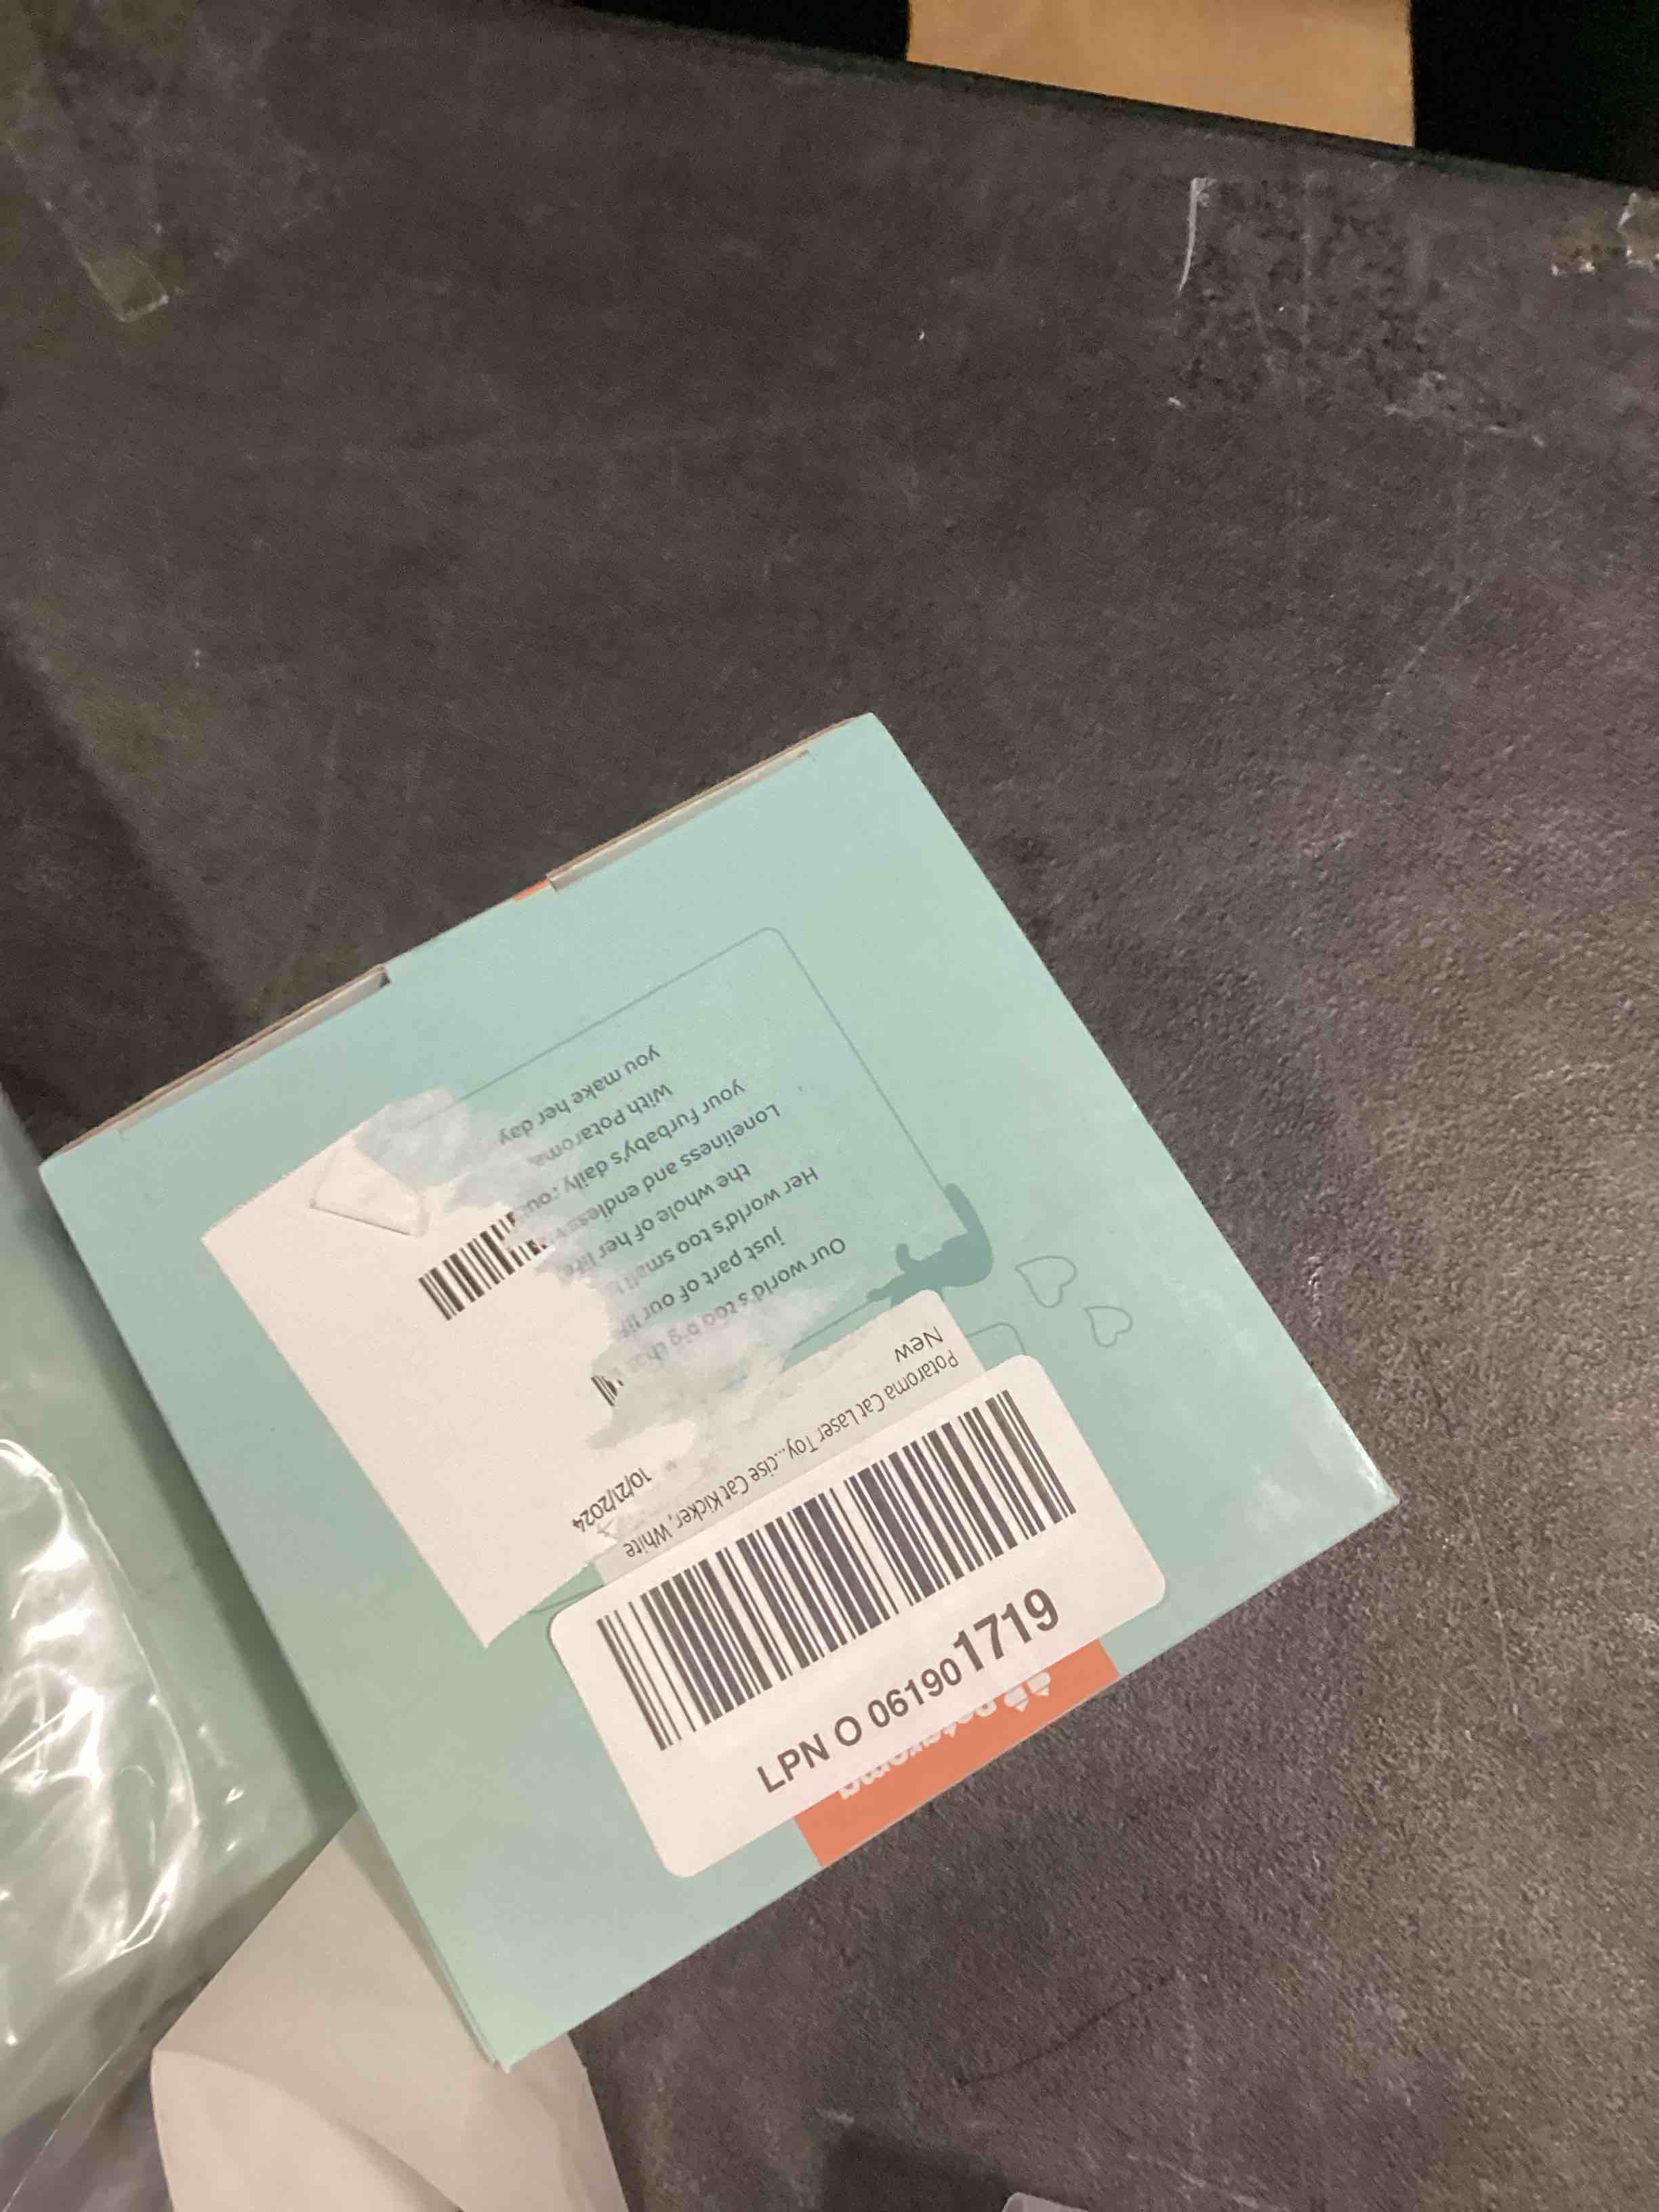 Our world's too big that
just part of our life
Her world's too small
the whole of her life
Loneliness and endless
your Furbaby's daily
with Potaroma
you make her day
Potaroma Cat Laser Toy...cise Cat Kicker, White
New
10/21/2024
LPN O 061901719
Potaroma